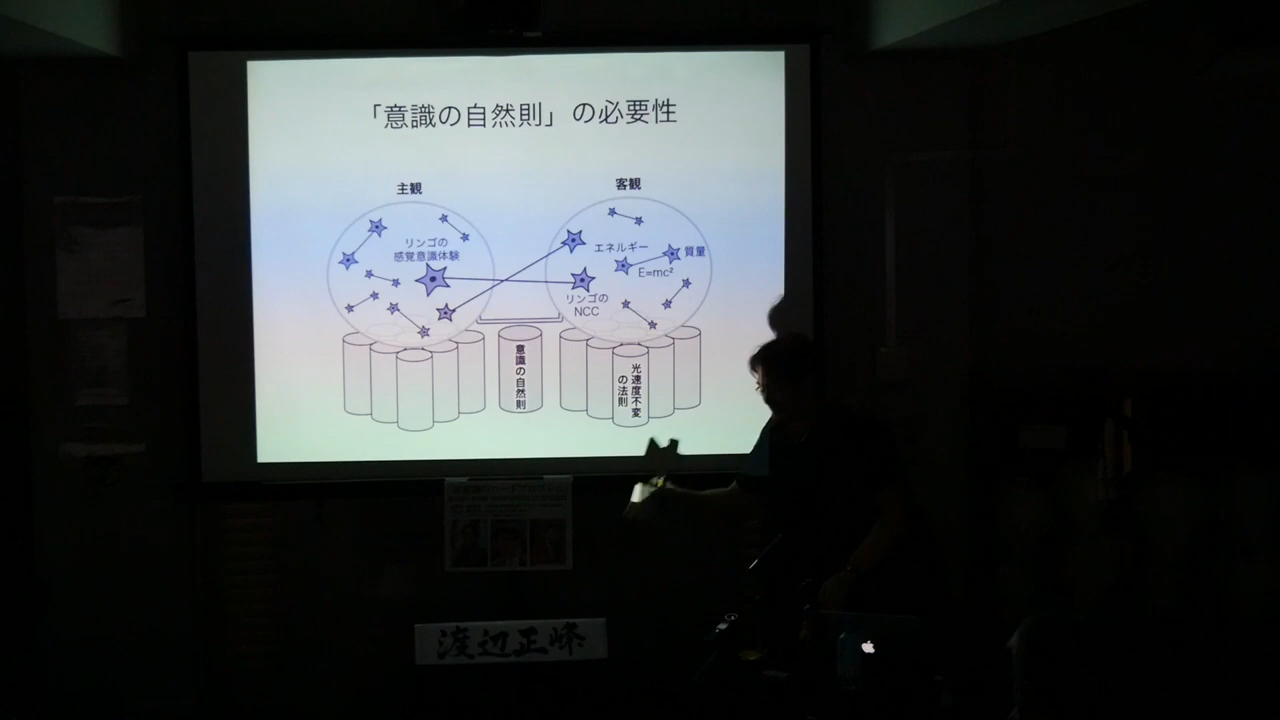 「意識の自然則」の必要性
主観
客観
リンゴの
感覚意識体験
エネルギー
質量
E=mc²
リンゴの
NCC
意識の自然則
光速度不変
の法則
渡辺正峰